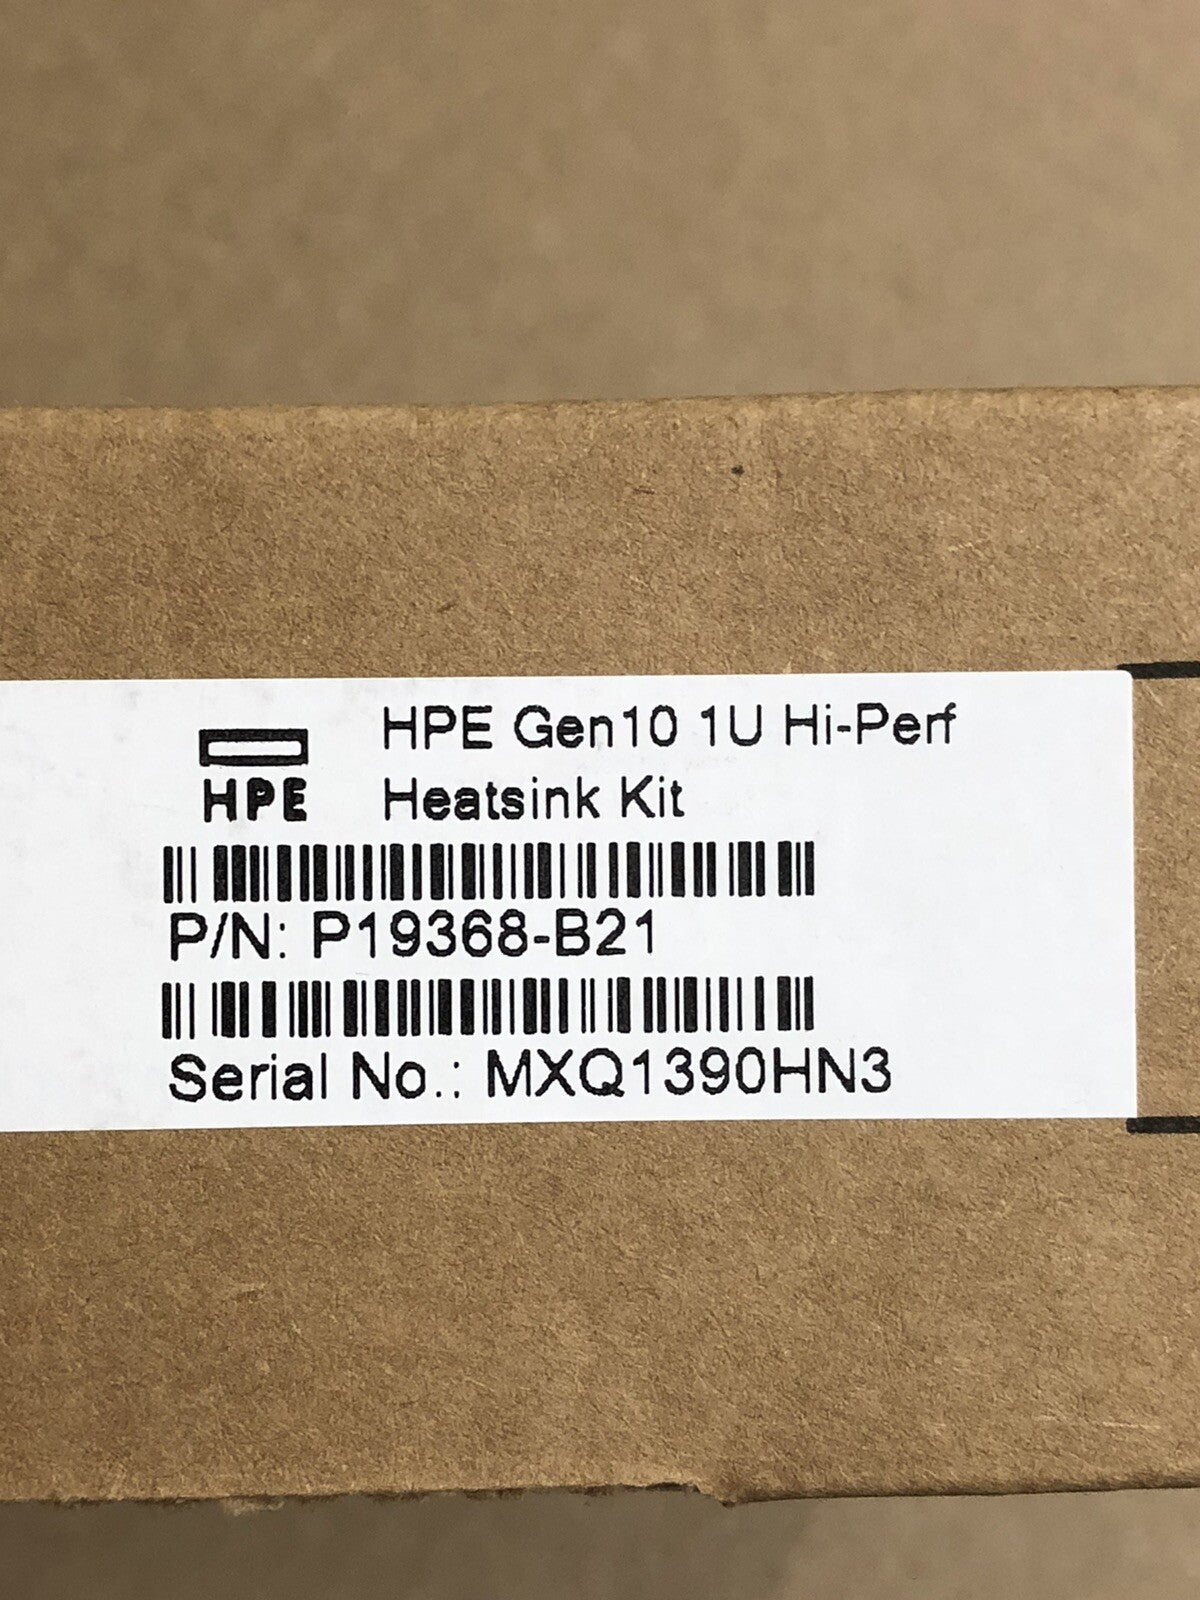 HPE
HPE Gen10 1U Hi-Perf
Heatsink Kit
P/N: P19368-B21
Serial No.: MXQ1390HN3